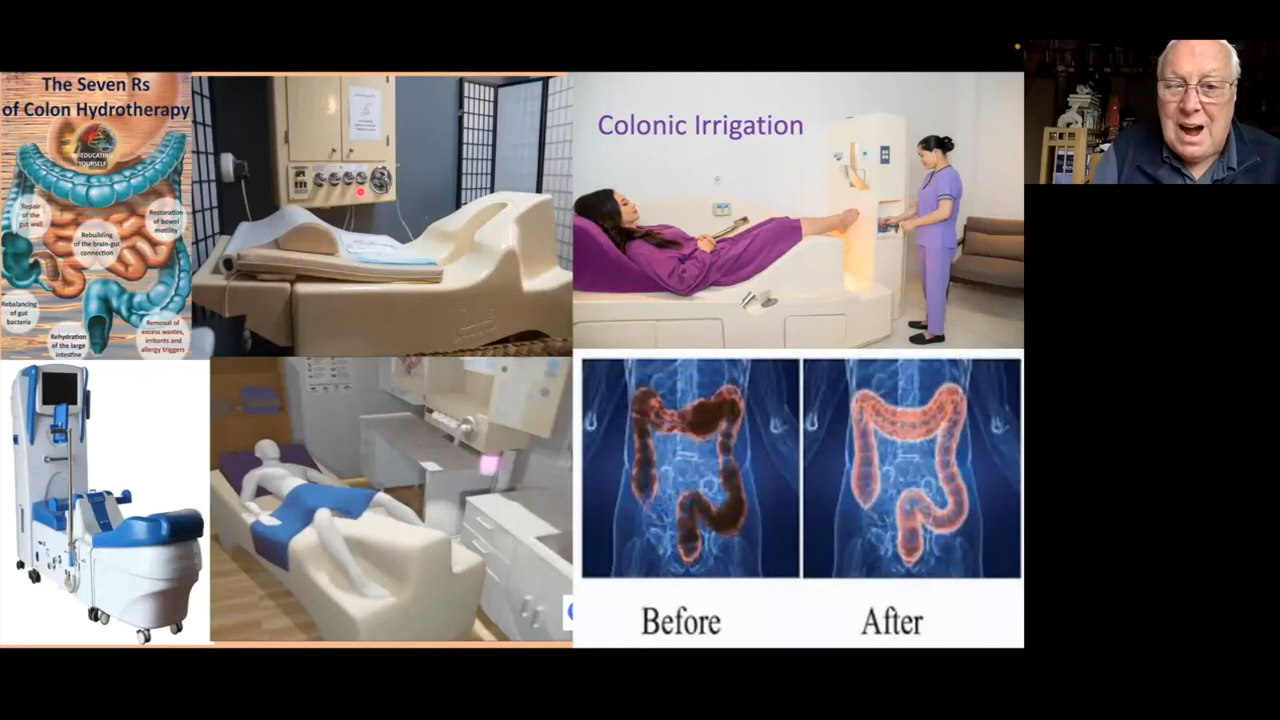 The Seven Rs
of Colon Hydrotherapy
RE-EDUCATING
YOURSELF
Repair
of the
gut wall
Restoration
of bowel
motility
Rebuilding
of the brain-gut
connection
Rebalancing
of gut
bacteria
Rehydration
of the large
intestine
Removal of
excess wastes,
irritants and
allergy triggers
Colonic Irrigation
Before
After